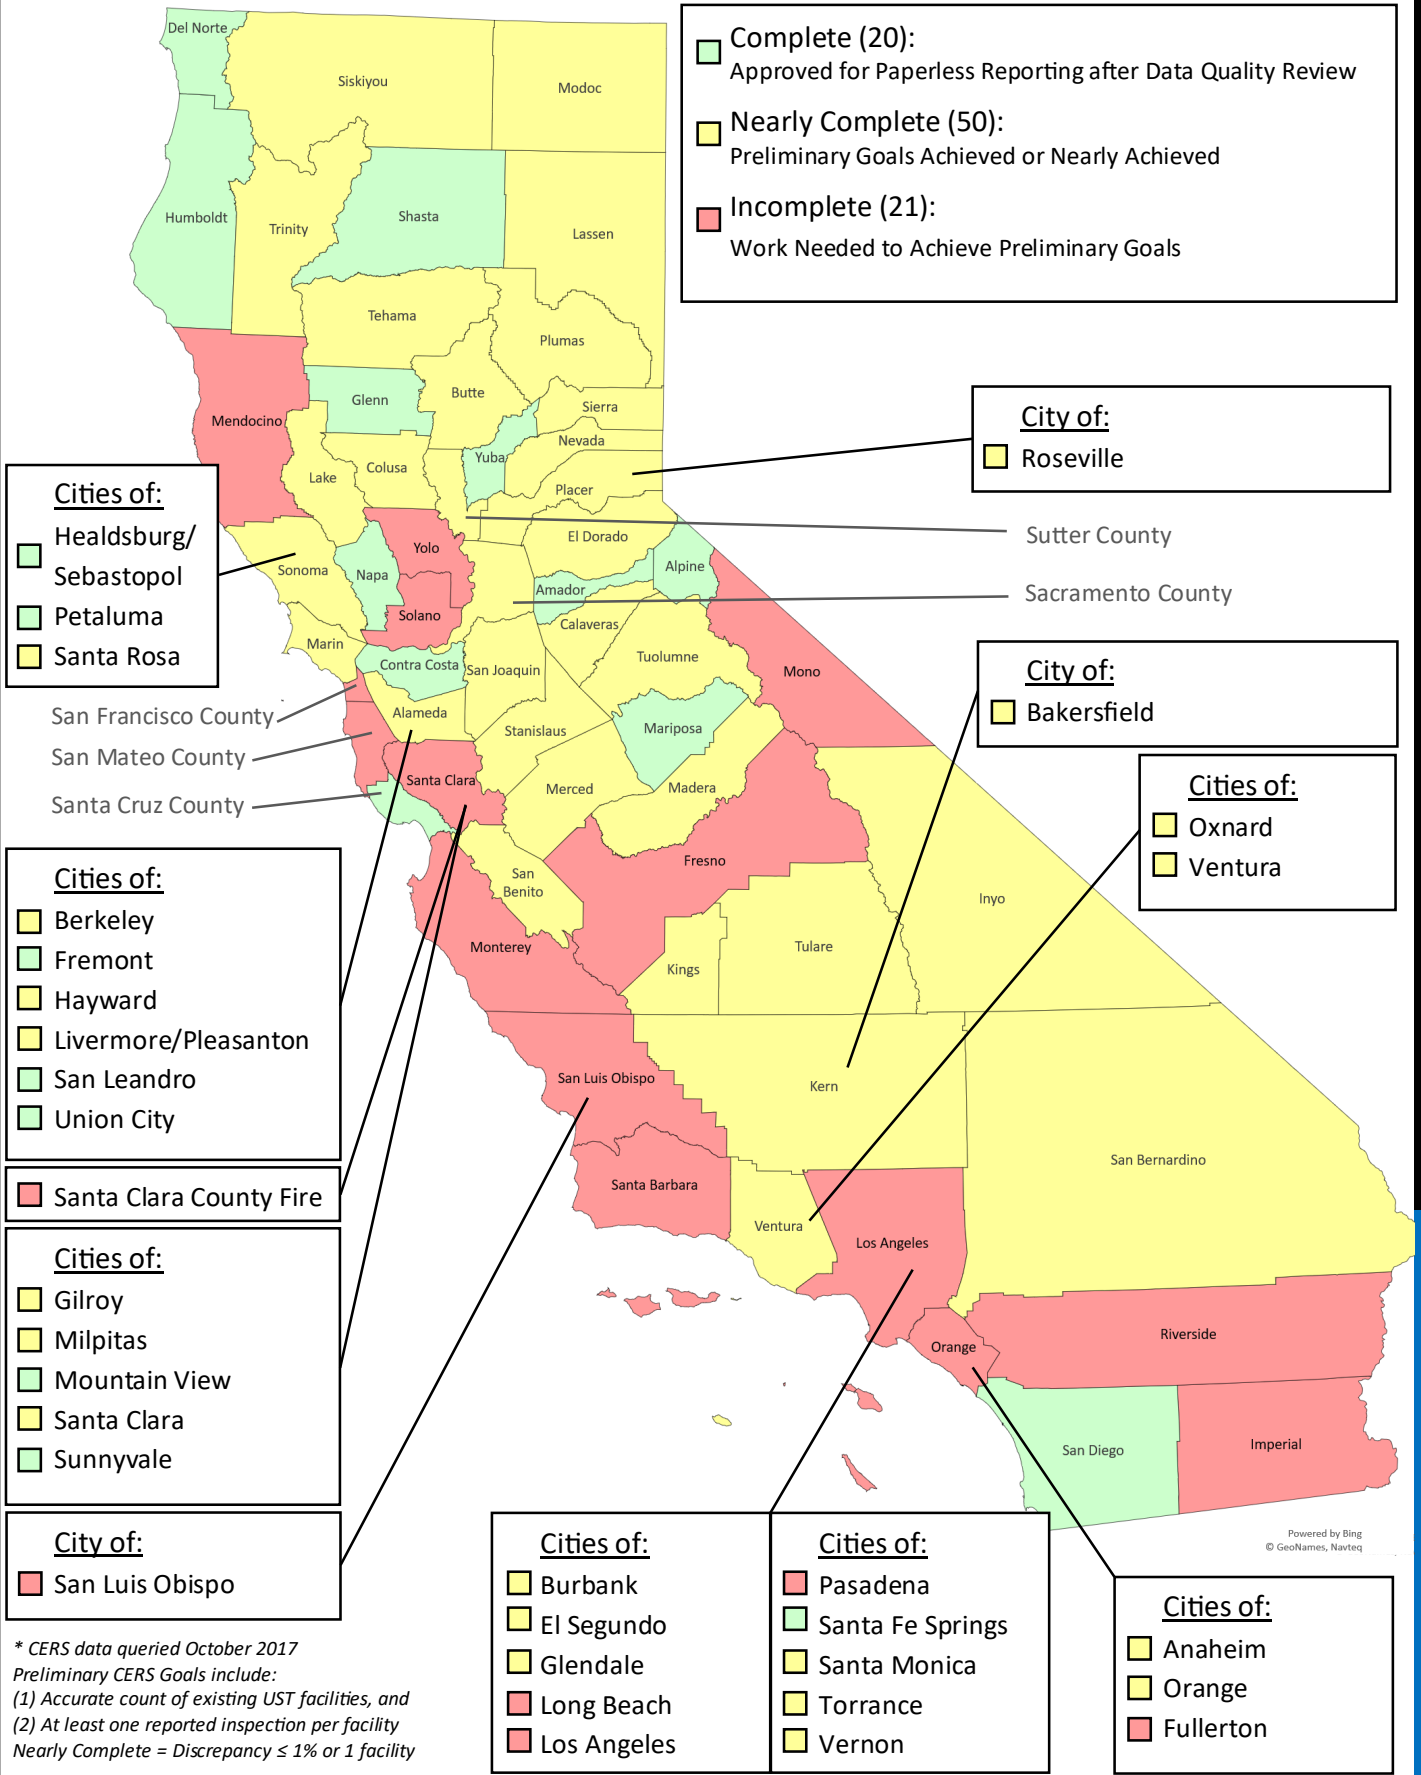 Complete (20):
Approved for Paperless Reporting after Data Quality Review
Nearly Complete (50):
Preliminary Goals Achieved or Nearly Achieved
Incomplete (21):
Work Needed to Achieve Preliminary Goals
Del Norte
Siskiyou
Modoc
Humboldt
Trinity
Shasta
Lassen
Tehama
Plumas
Mendocino
Glenn
Butte
Sierra
Nevada
Yuba
Colusa
Lake
Placer
El Dorado
Yolo
Sonoma
Napa
Alpine
Amador
Solano
Calaveras
Marin
Contra Costa
San Joaquin
Tuolumne
Mono
Alameda
Stanislaus
Mariposa
Santa Clara
Merced
Madera
Fresno
San
Benito
Inyo
Monterey
Tulare
Kings
San Luis Obispo
Kern
San Bernardino
Santa Barbara
Ventura
Los Angeles
Orange
Riverside
San Diego
Imperial
City of:
Roseville
Sutter County
Sacramento County
City of:
Bakersfield
Cities of:
Oxnard
Ventura
Cities of:
Healdsburg/
Sebastopol
Petaluma
Santa Rosa
San Francisco County
San Mateo County
Santa Cruz County
Cities of:
Berkeley
Fremont
Hayward
Livermore/Pleasanton
San Leandro
Union City
Santa Clara County Fire
Cities of:
Gilroy
Milpitas
Mountain View
Santa Clara
Sunnyvale
City of:
San Luis Obispo
Cities of:
Burbank
El Segundo
Glendale
Long Beach
Los Angeles
Cities of:
Pasadena
Santa Fe Springs
Santa Monica
Torrance
Vernon
Cities of:
Anaheim
Orange
Fullerton
Powered by Bing
© GeoNames, Navteq
* CERS data queried October 2017
Preliminary CERS Goals include:
(1) Accurate count of existing UST facilities, and
(2) At least one reported inspection per facility
Nearly Complete = Discrepancy ≤ 1% or 1 facility